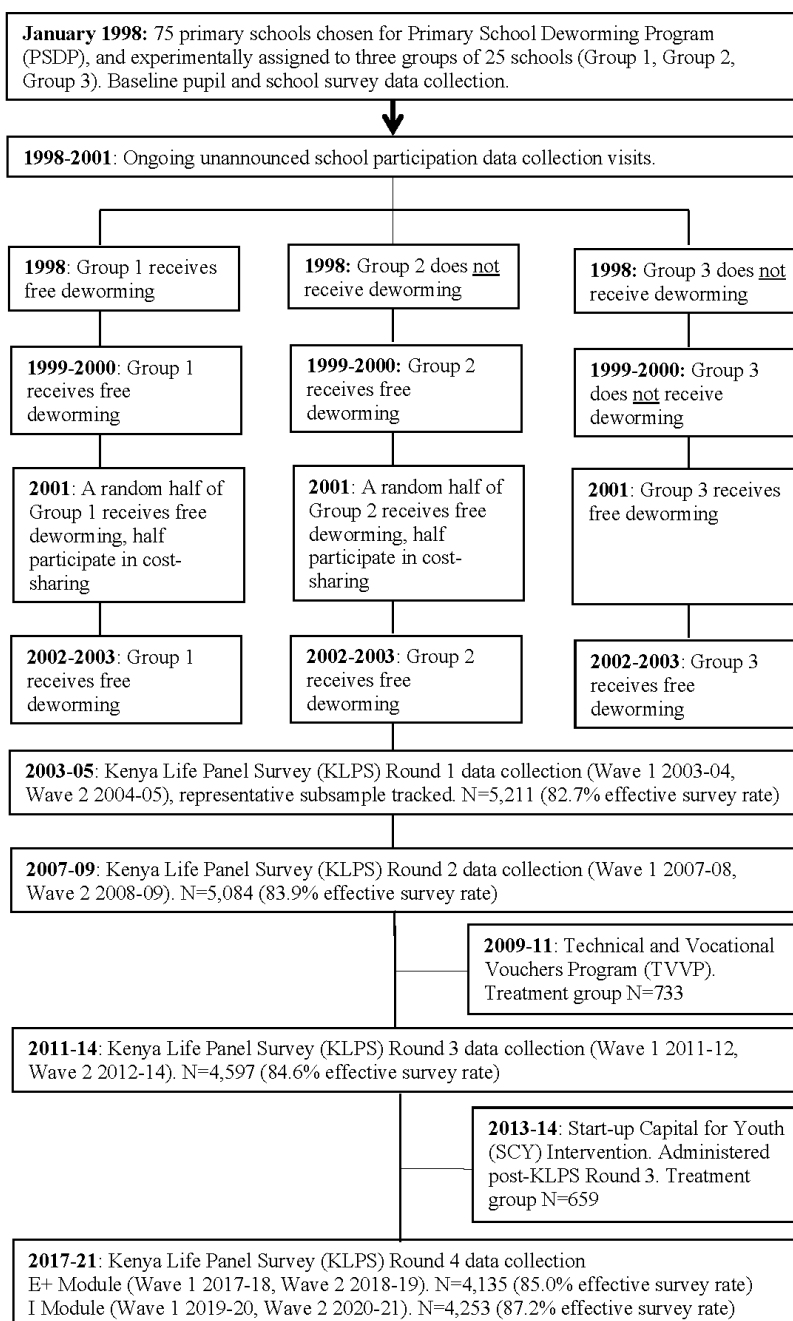 January 1998: 75 primary schools chosen for Primary School Deworming Program
(PSDP), and experimentally assigned to three groups of 25 schools (Group 1, Group 2,
Group 3). Baseline pupil and school survey data collection.
1998-2001: Ongoing unannounced school participation data collection visits.
1998: Group 1 receives
free deworming
1998: Group 2 does not
receive deworming
1998: Group 3 does not
receive deworming
1999-2000: Group 1
receives free
deworming
1999-2000: Group 2
receives free
deworming
1999-2000: Group 3
does not receive
deworming
2001: A random half of
Group 1 receives free
deworming, half
participate in cost-
sharing
2001: A random half of
Group 2 receives free
deworming, half
participate in cost-
sharing
2001: Group 3 receives
free deworming
2002-2003: Group 1
receives free
deworming
2002-2003: Group 2
receives free
deworming
2002-2003: Group 3
receives free
deworming
2003-05: Kenya Life Panel Survey (KLPS) Round 1 data collection (Wave 1 2003-04,
Wave 2 2004-05), representative subsample tracked. N=5,211 (82.7% effective survey rate)
2007-09: Kenya Life Panel Survey (KLPS) Round 2 data collection (Wave 1 2007-08,
Wave 2 2008-09). N=5,084 (83.9% effective survey rate)
2009-11: Technical and Vocational
Vouchers Program (TVVP).
Treatment group N=733
2011-14: Kenya Life Panel Survey (KLPS) Round 3 data collection (Wave 1 2011-12,
Wave 2 2012-14). N=4,597 (84.6% effective survey rate)
2013-14: Start-up Capital for Youth
(SCY) Intervention. Administered
post-KLPS Round 3. Treatment
group N=659
2017-21: Kenya Life Panel Survey (KLPS) Round 4 data collection
E+ Module (Wave 1 2017-18, Wave 2 2018-19). N=4,135 (85.0% effective survey rate)
I Module (Wave 1 2019-20, Wave 2 2020-21). N=4,253 (87.2% effective survey rate)